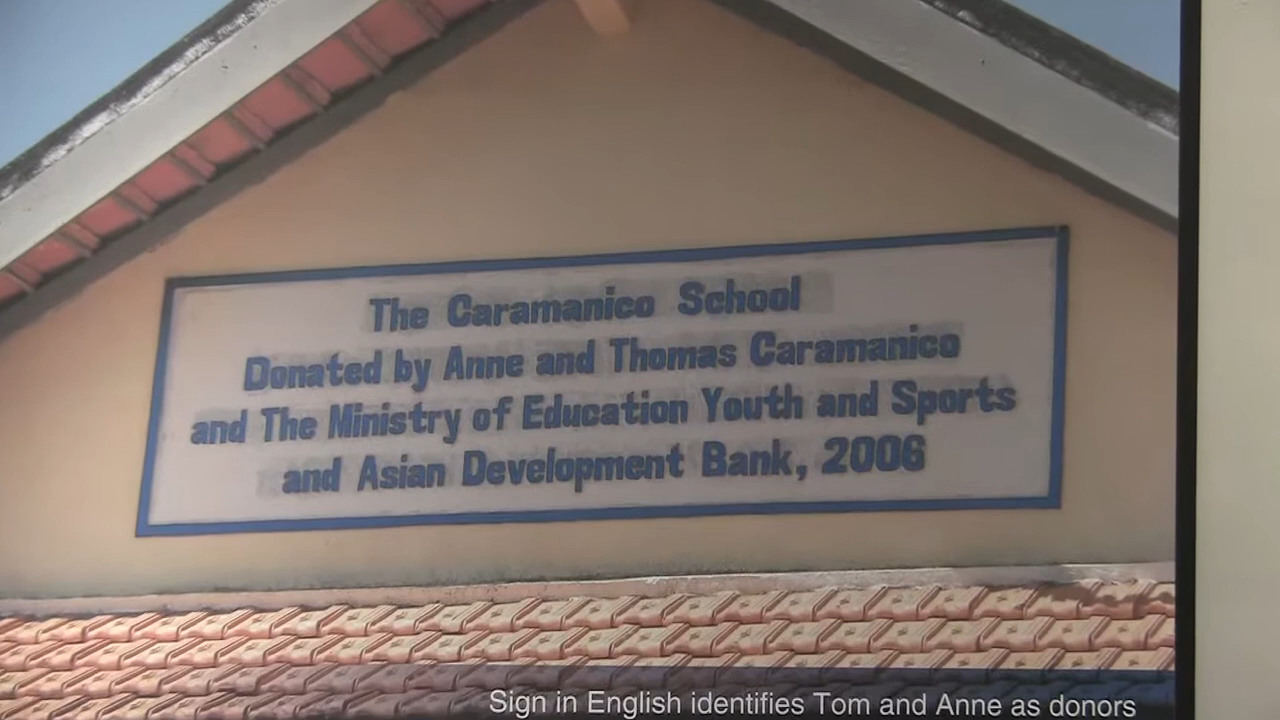 The Caramanico School
Donated by Anne and Thomas Caramanico
and The Ministry of Education Youth and Sports
and Asian Development Bank, 2006
Sign in English identifies Tom and Anne as donors